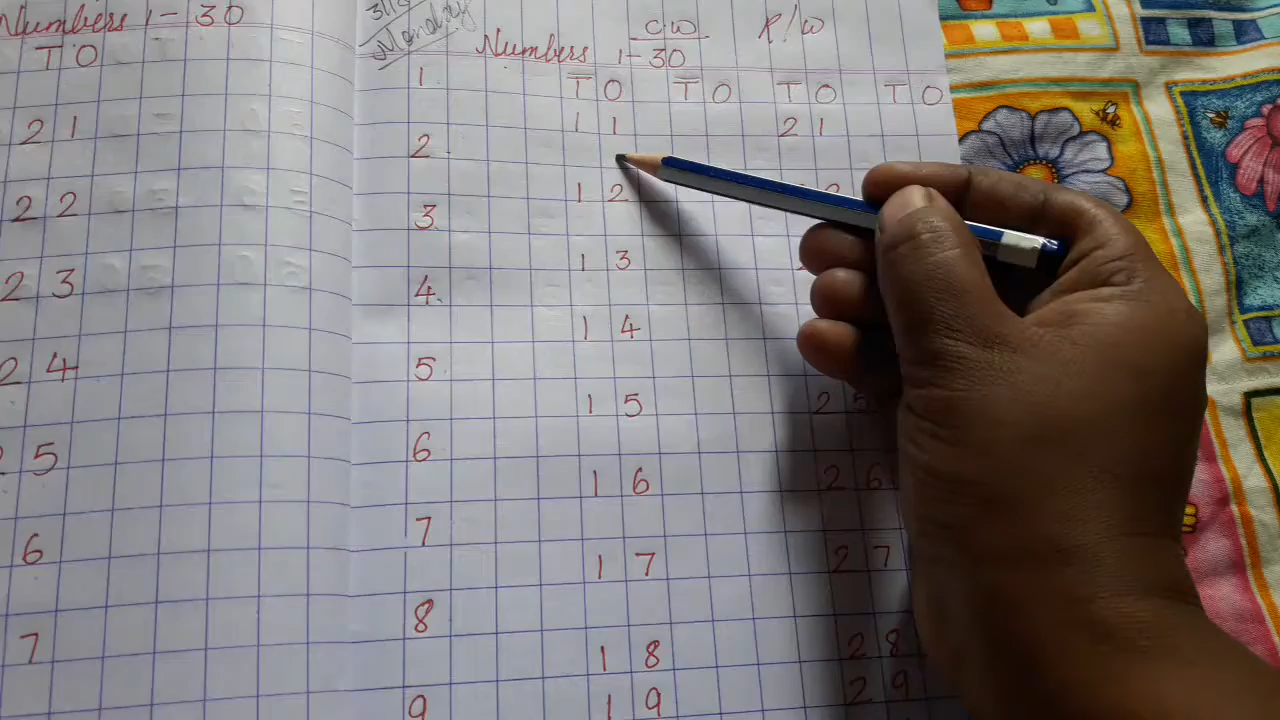 Numbers 1-30
T O
2 1
2 2
2 3
2 4
5
6
7
Monday
C W R/W
Numbers 1-30
T O T O T O T O
1. 1 1 2 1
2. 1 2
3. 1 3
4. 1 4
5. 1 5 2 5
6 1 6 2 6
7 1 7 2 7
8 1 8 2 8
9 1 9 2 9